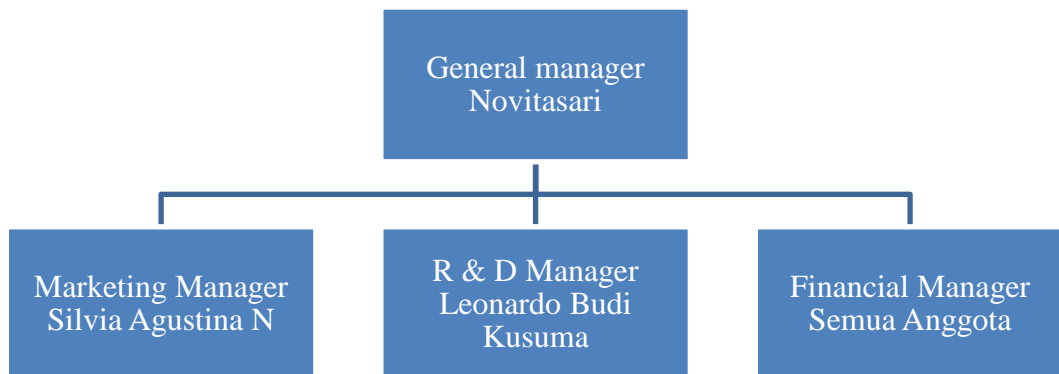 General manager
Novitasari
Marketing Manager
Silvia Agustina N
R & D Manager
Leonardo Budi
Kusuma
Financial Manager
Semua Anggota